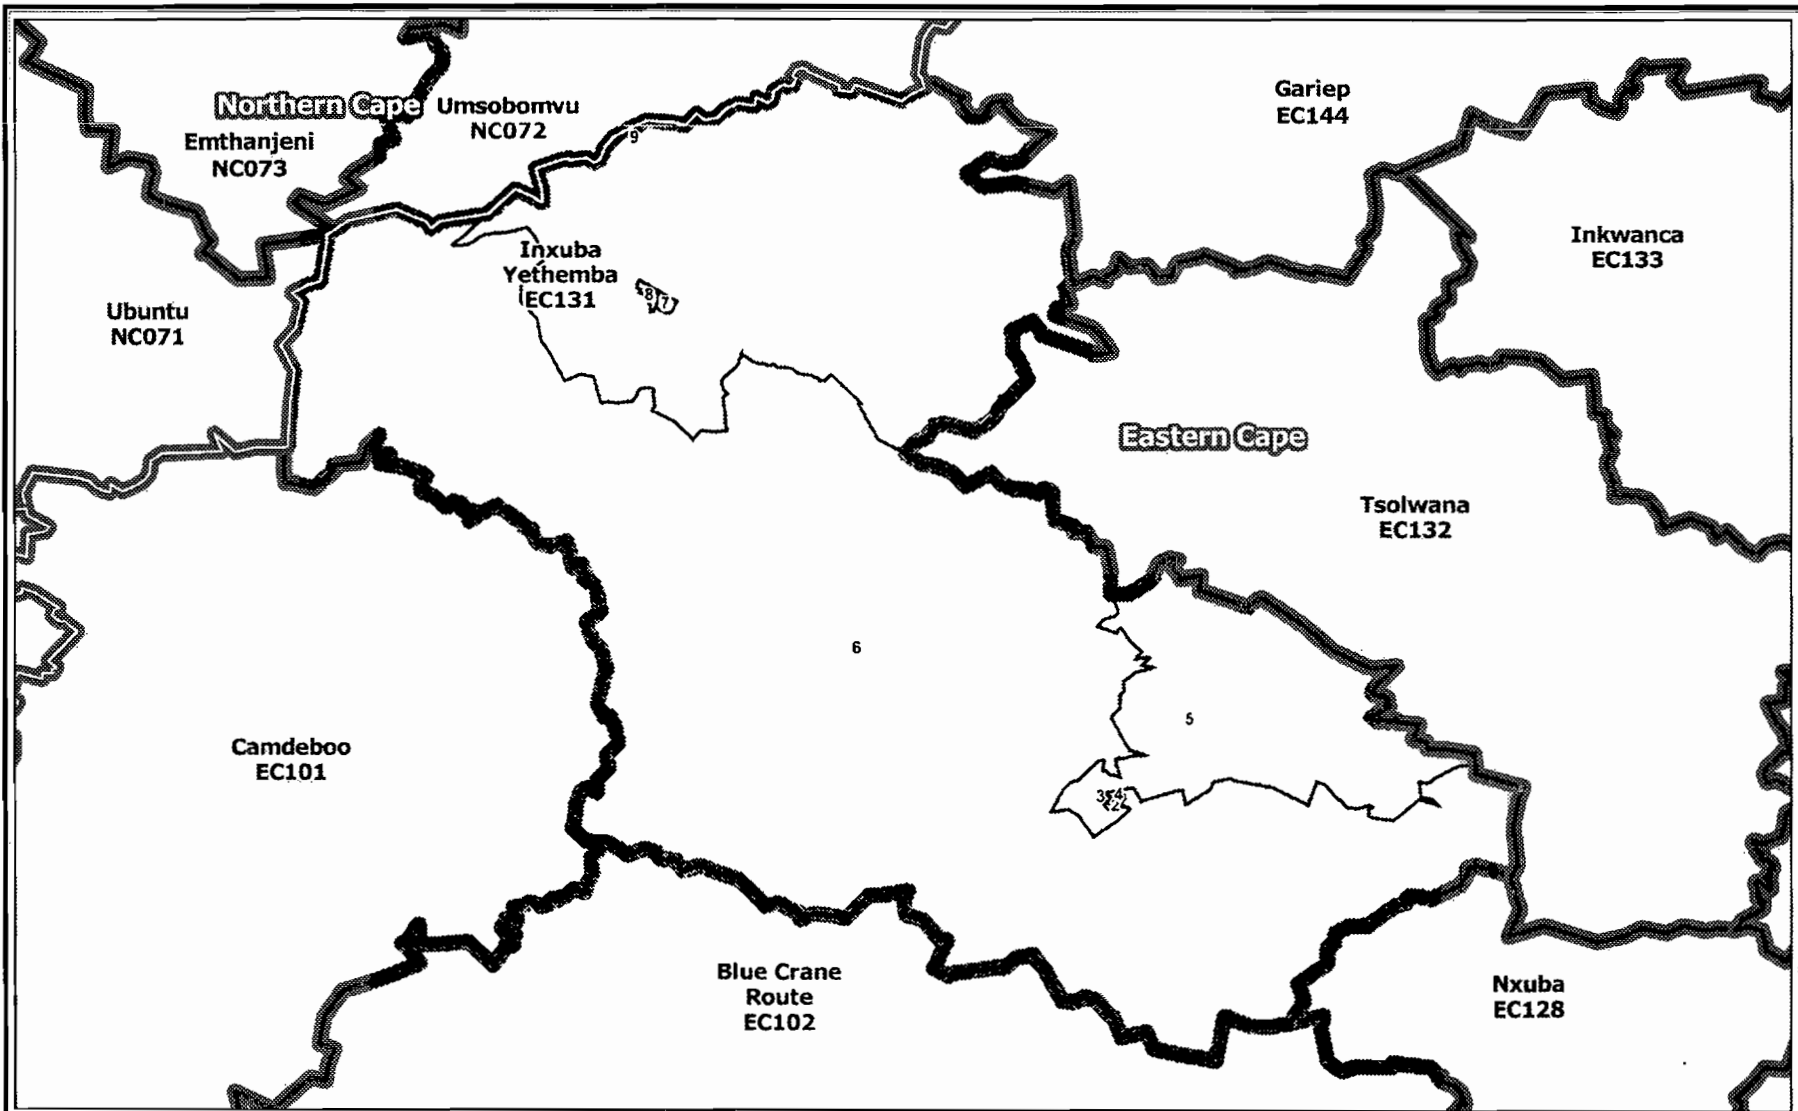 Northern Cape
Umsobomvu
NC072
Emthanjeni
NC073
Gariep
EC144
9
Inkwanca
EC133
Inxuba
Yethemba
EC131
8
7
Ubuntu
NC071
Eastern Cape
Tsolwana
EC132
6
5
Camdeboo
EC101
3
4
2
Blue Crane
Route
EC102
Nxuba
EC128